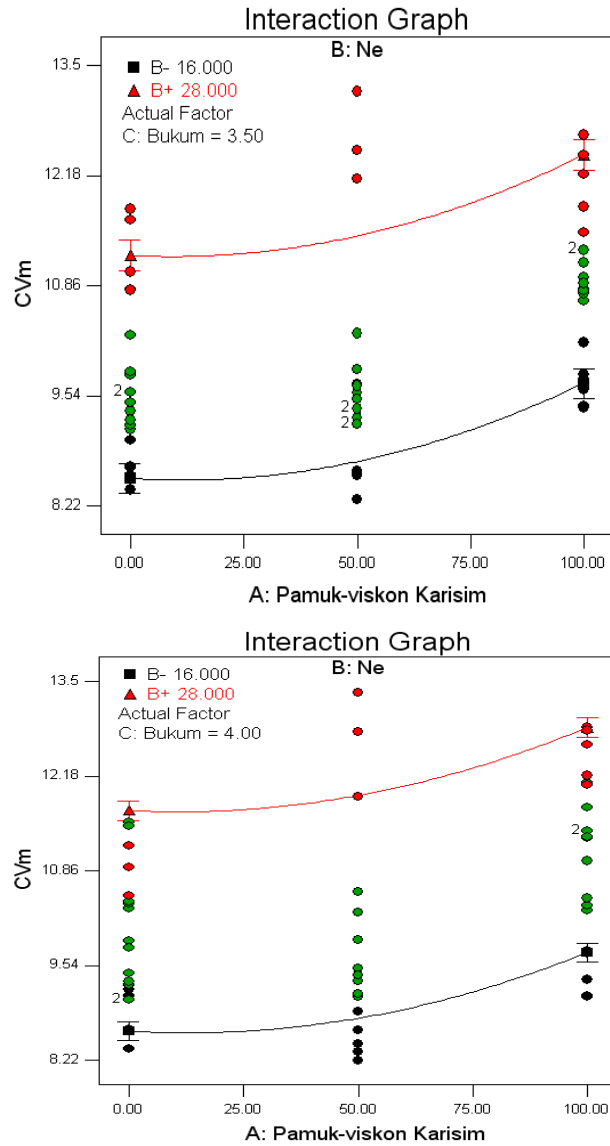 Interaction Graph
B: Ne
B- 16.000
B+ 28.000
Actual Factor
C: Bukum = 3.50
13.5
12.18
10.86
9.54
8.22
CVm
2
2
2
2
0.00 25.00 50.00 75.00 100.00
A: Pamuk-viskon Karisim
Interaction Graph
B: Ne
B- 16.000
B+ 28.000
Actual Factor
C: Bukum = 4.00
13.5
12.18
10.86
9.54
8.22
CVm
2
2
0.00 25.00 50.00 75.00 100.00
A: Pamuk-viskon Karisim